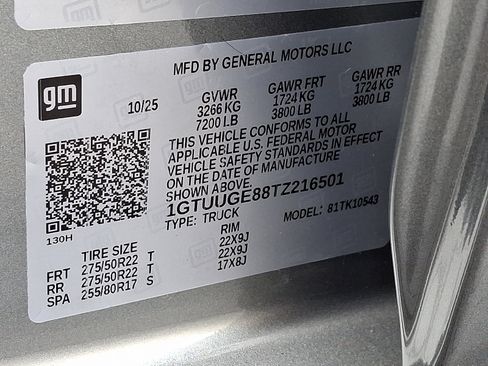 MFD BY GENERAL MOTORS LLC
gm
10/25
GVWR GAWR FRT GAWR RR
3266 KG 1724 KG 1724 KG
7200 LB 3800 LB 3800 LB
THIS VEHICLE CONFORMS TO ALL
APPLICABLE U.S. FEDERAL MOTOR
VEHICLE SAFETY STANDARDS IN EFFECT
ON THE DATE OF MANUFACTURE
SHOWN ABOVE.
1GTUUGE88TZ216501
TYPE: TRUCK MODEL: 81TK10543
130H
TIRE SIZE RIM
FRT 275/50R22 T 22X9J
RR 275/50R22 T 22X9J
SPA 255/80R17 S 17X8J